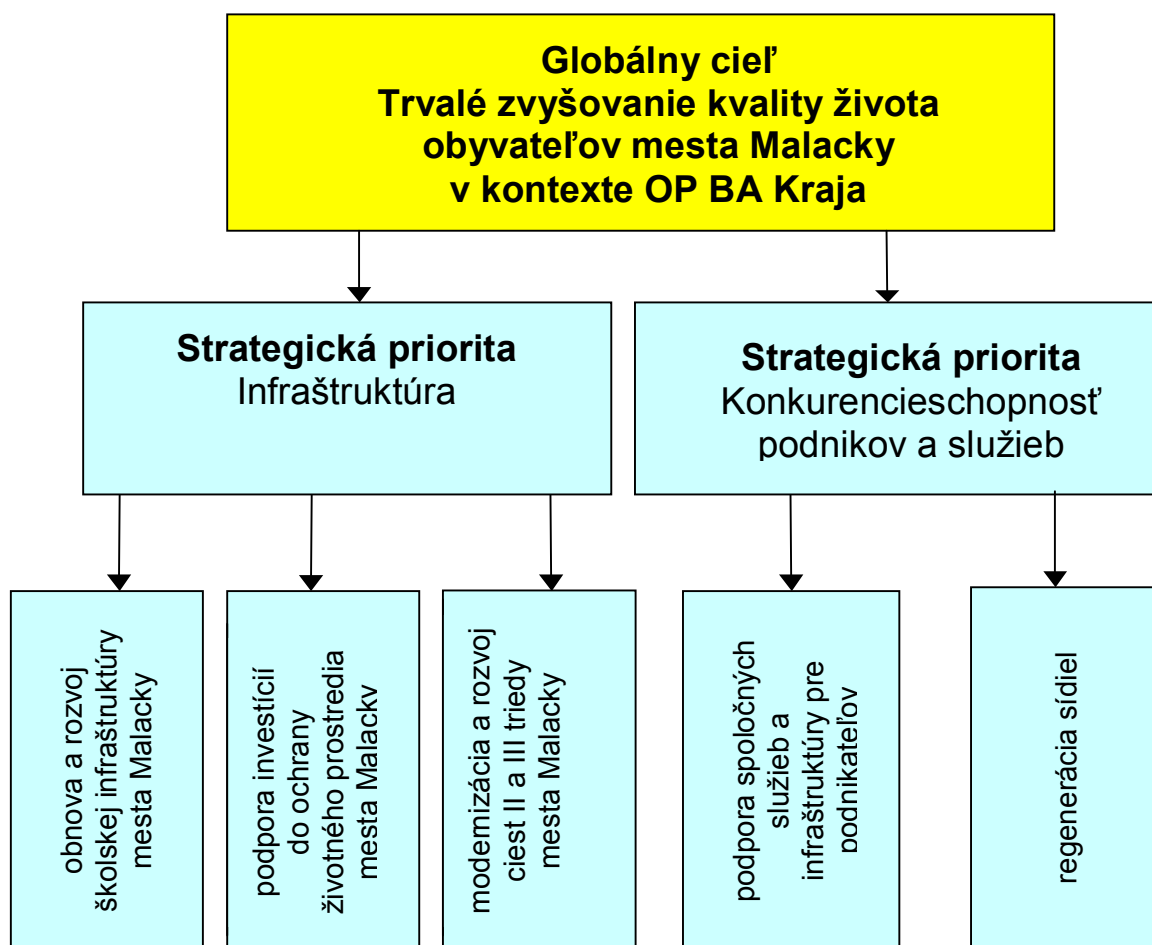 Globálny cieľ
Trvalé zvyšovanie kvality života
obyvateľov mesta Malacky
v kontexte OP BA Kraja
Strategická priorita
Infraštruktúra
Strategická priorita
Konkurencieschopnosť
podnikov a služieb
obnova a rozvoj
školskej infraštruktúry
mesta Malacky
podpora investícií
do ochrany
životného prostredia
mesta Malacky
modernizácia a rozvoj
ciest II a III triedy
mesta Malacky
podpora spoločných
služieb a
infraštruktúry pre
podnikateľov
regenerácia sídiel